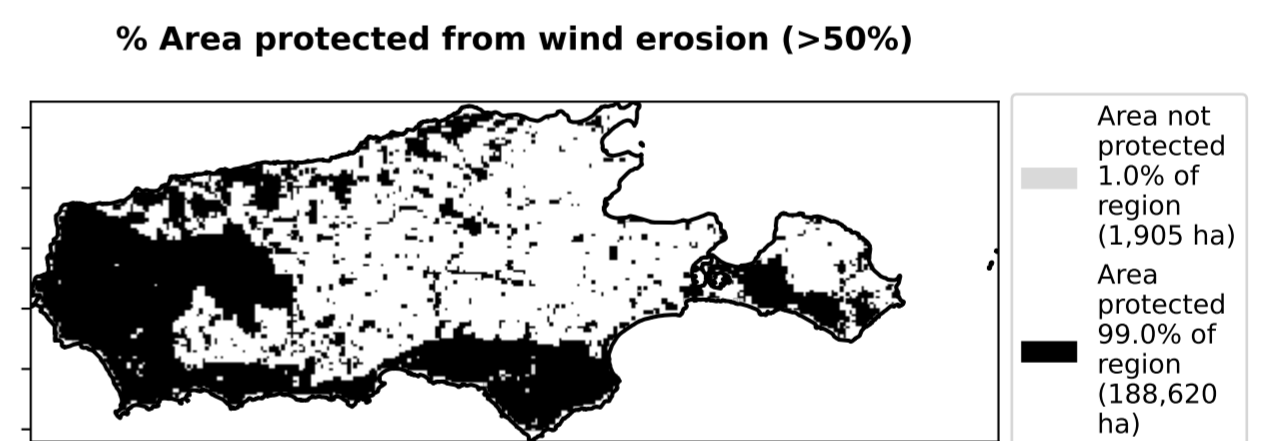 % Area protected from wind erosion (>50%)
Area not
protected
1.0% of
region
(1,905 ha)
Area
protected
99.0% of
region
(188,620
ha)